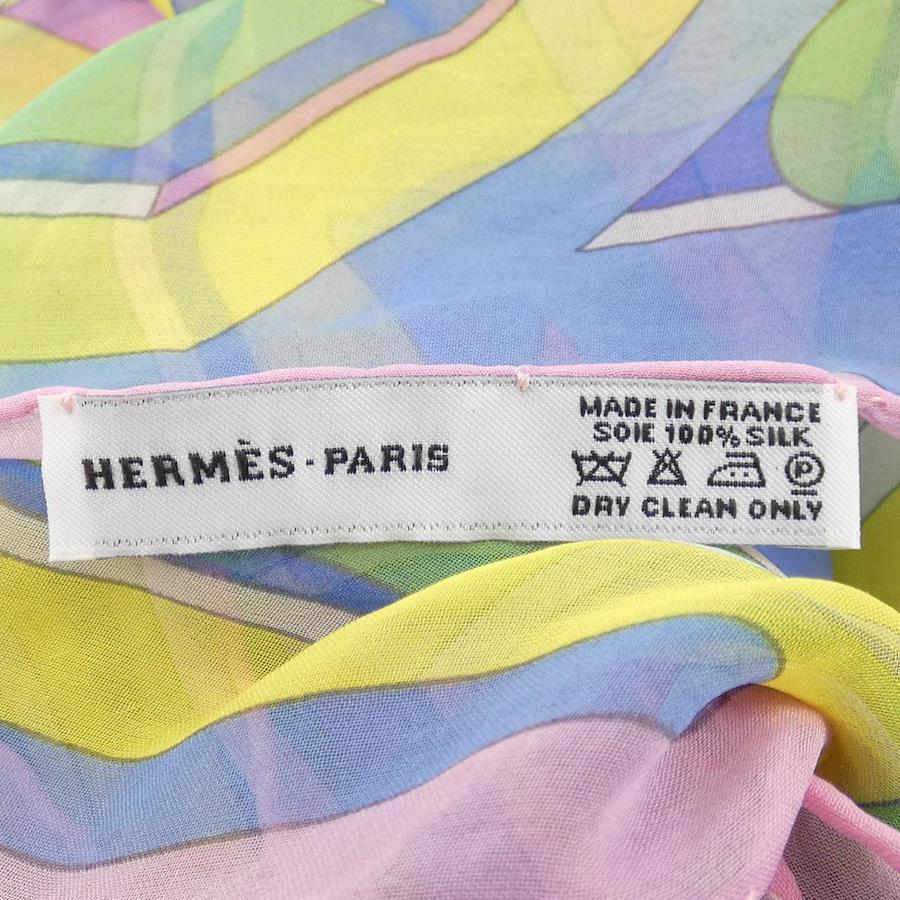 HERMÈS - PARIS
MADE IN FRANCE
SOIE 100% SILK
P
DRY CLEAN ONLY